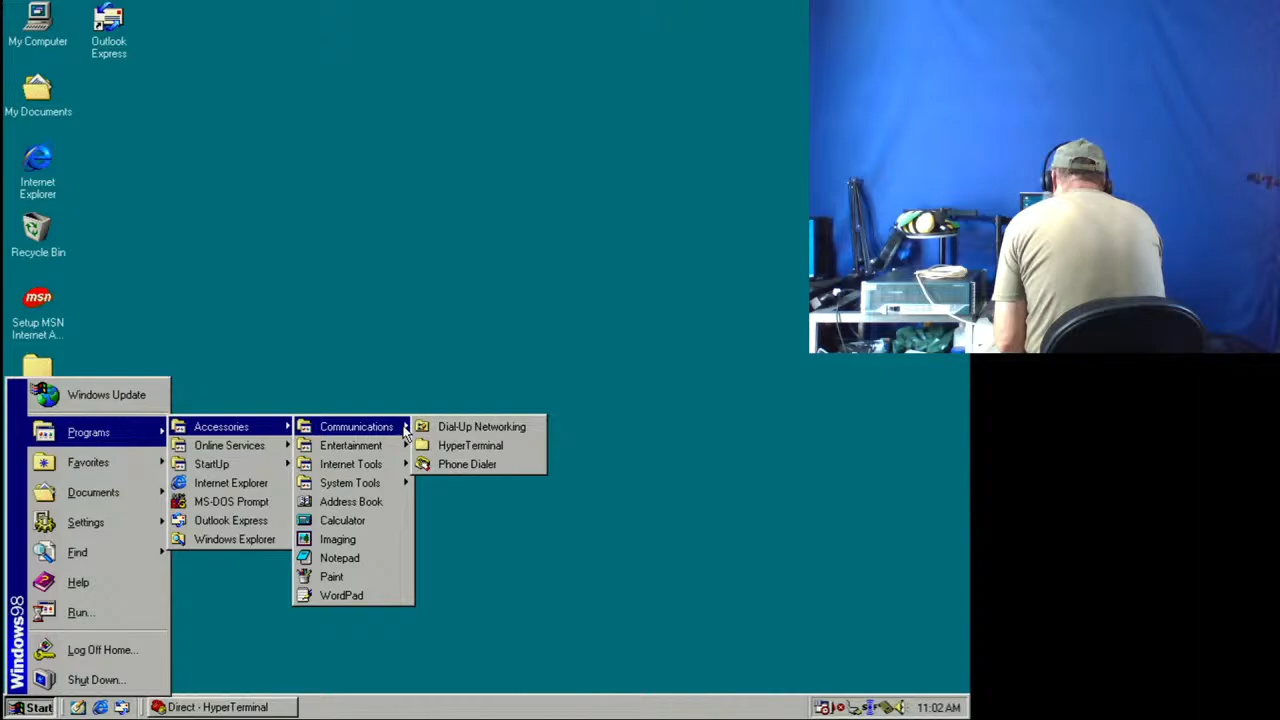 My Computer
Outlook
Express
My Documents
Internet
Explorer
Recycle Bin
msn
Setup MSN
Internet A...
Windows Update
Programs
Favorites
Documents
Settings
Find
Help
Run...
Log Off Home...
Shut Down...
Windows98
Accessories
Online Services
StartUp
Internet Explorer
MS-DOS Prompt
Outlook Express
Windows Explorer
Communications
Entertainment
Internet Tools
System Tools
Address Book
Calculator
Imaging
Notepad
Paint
WordPad
Dial-Up Networking
HyperTerminal
Phone Dialer
Start
Direct - HyperTerminal
11:02 AM